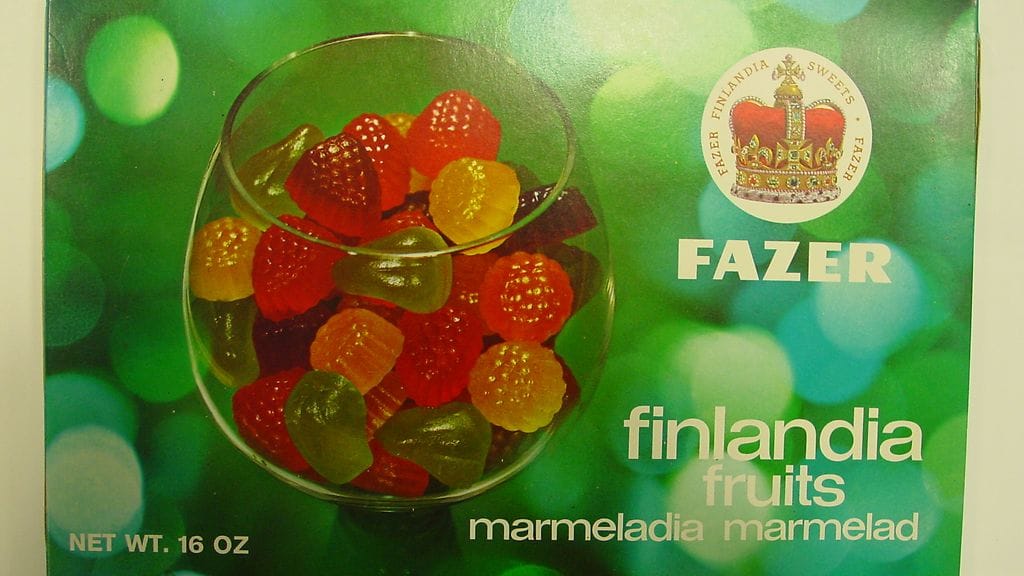 FAZER FINLANDIA SWEETS • FAZER
FAZER
finlandia
fruits
marmeladia marmelad
NET WT. 16 OZ